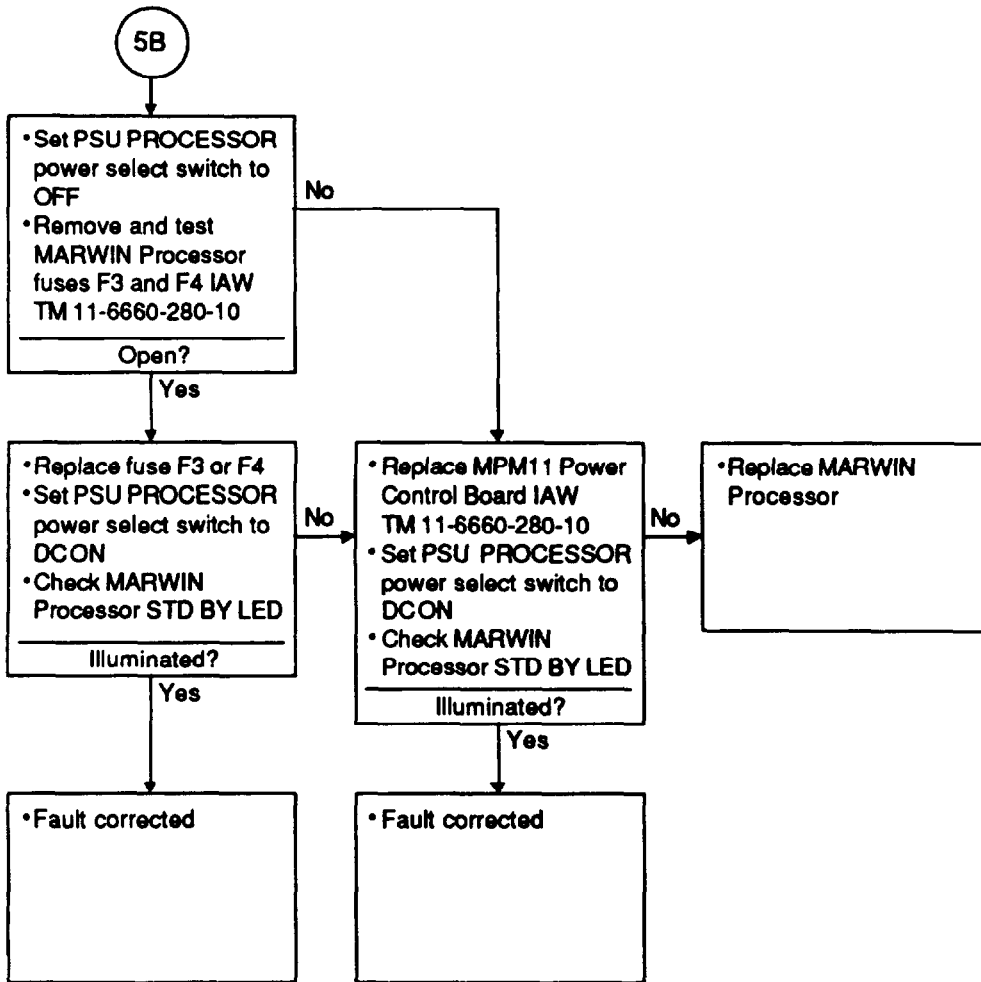 5B
•Set PSU PROCESSOR
power select switch to
OFF
•Remove and test
MARWIN Processor
fuses F3 and F4 IAW
TM 11-6660-280-10
Open?
No
Yes
•Replace fuse F3 or F4
•Set PSU PROCESSOR
power select switch to
DC ON
•Check MARWIN
Processor STD BY LED
Illuminated?
No
Yes
•Replace MPM11 Power
Control Board IAW
TM 11-6660-280-10
•Set PSU PROCESSOR
power select switch to
DC ON
•Check MARWIN
Processor STD BY LED
Illuminated?
No
Yes
•Replace MARWIN
Processor
•Fault corrected
•Fault corrected